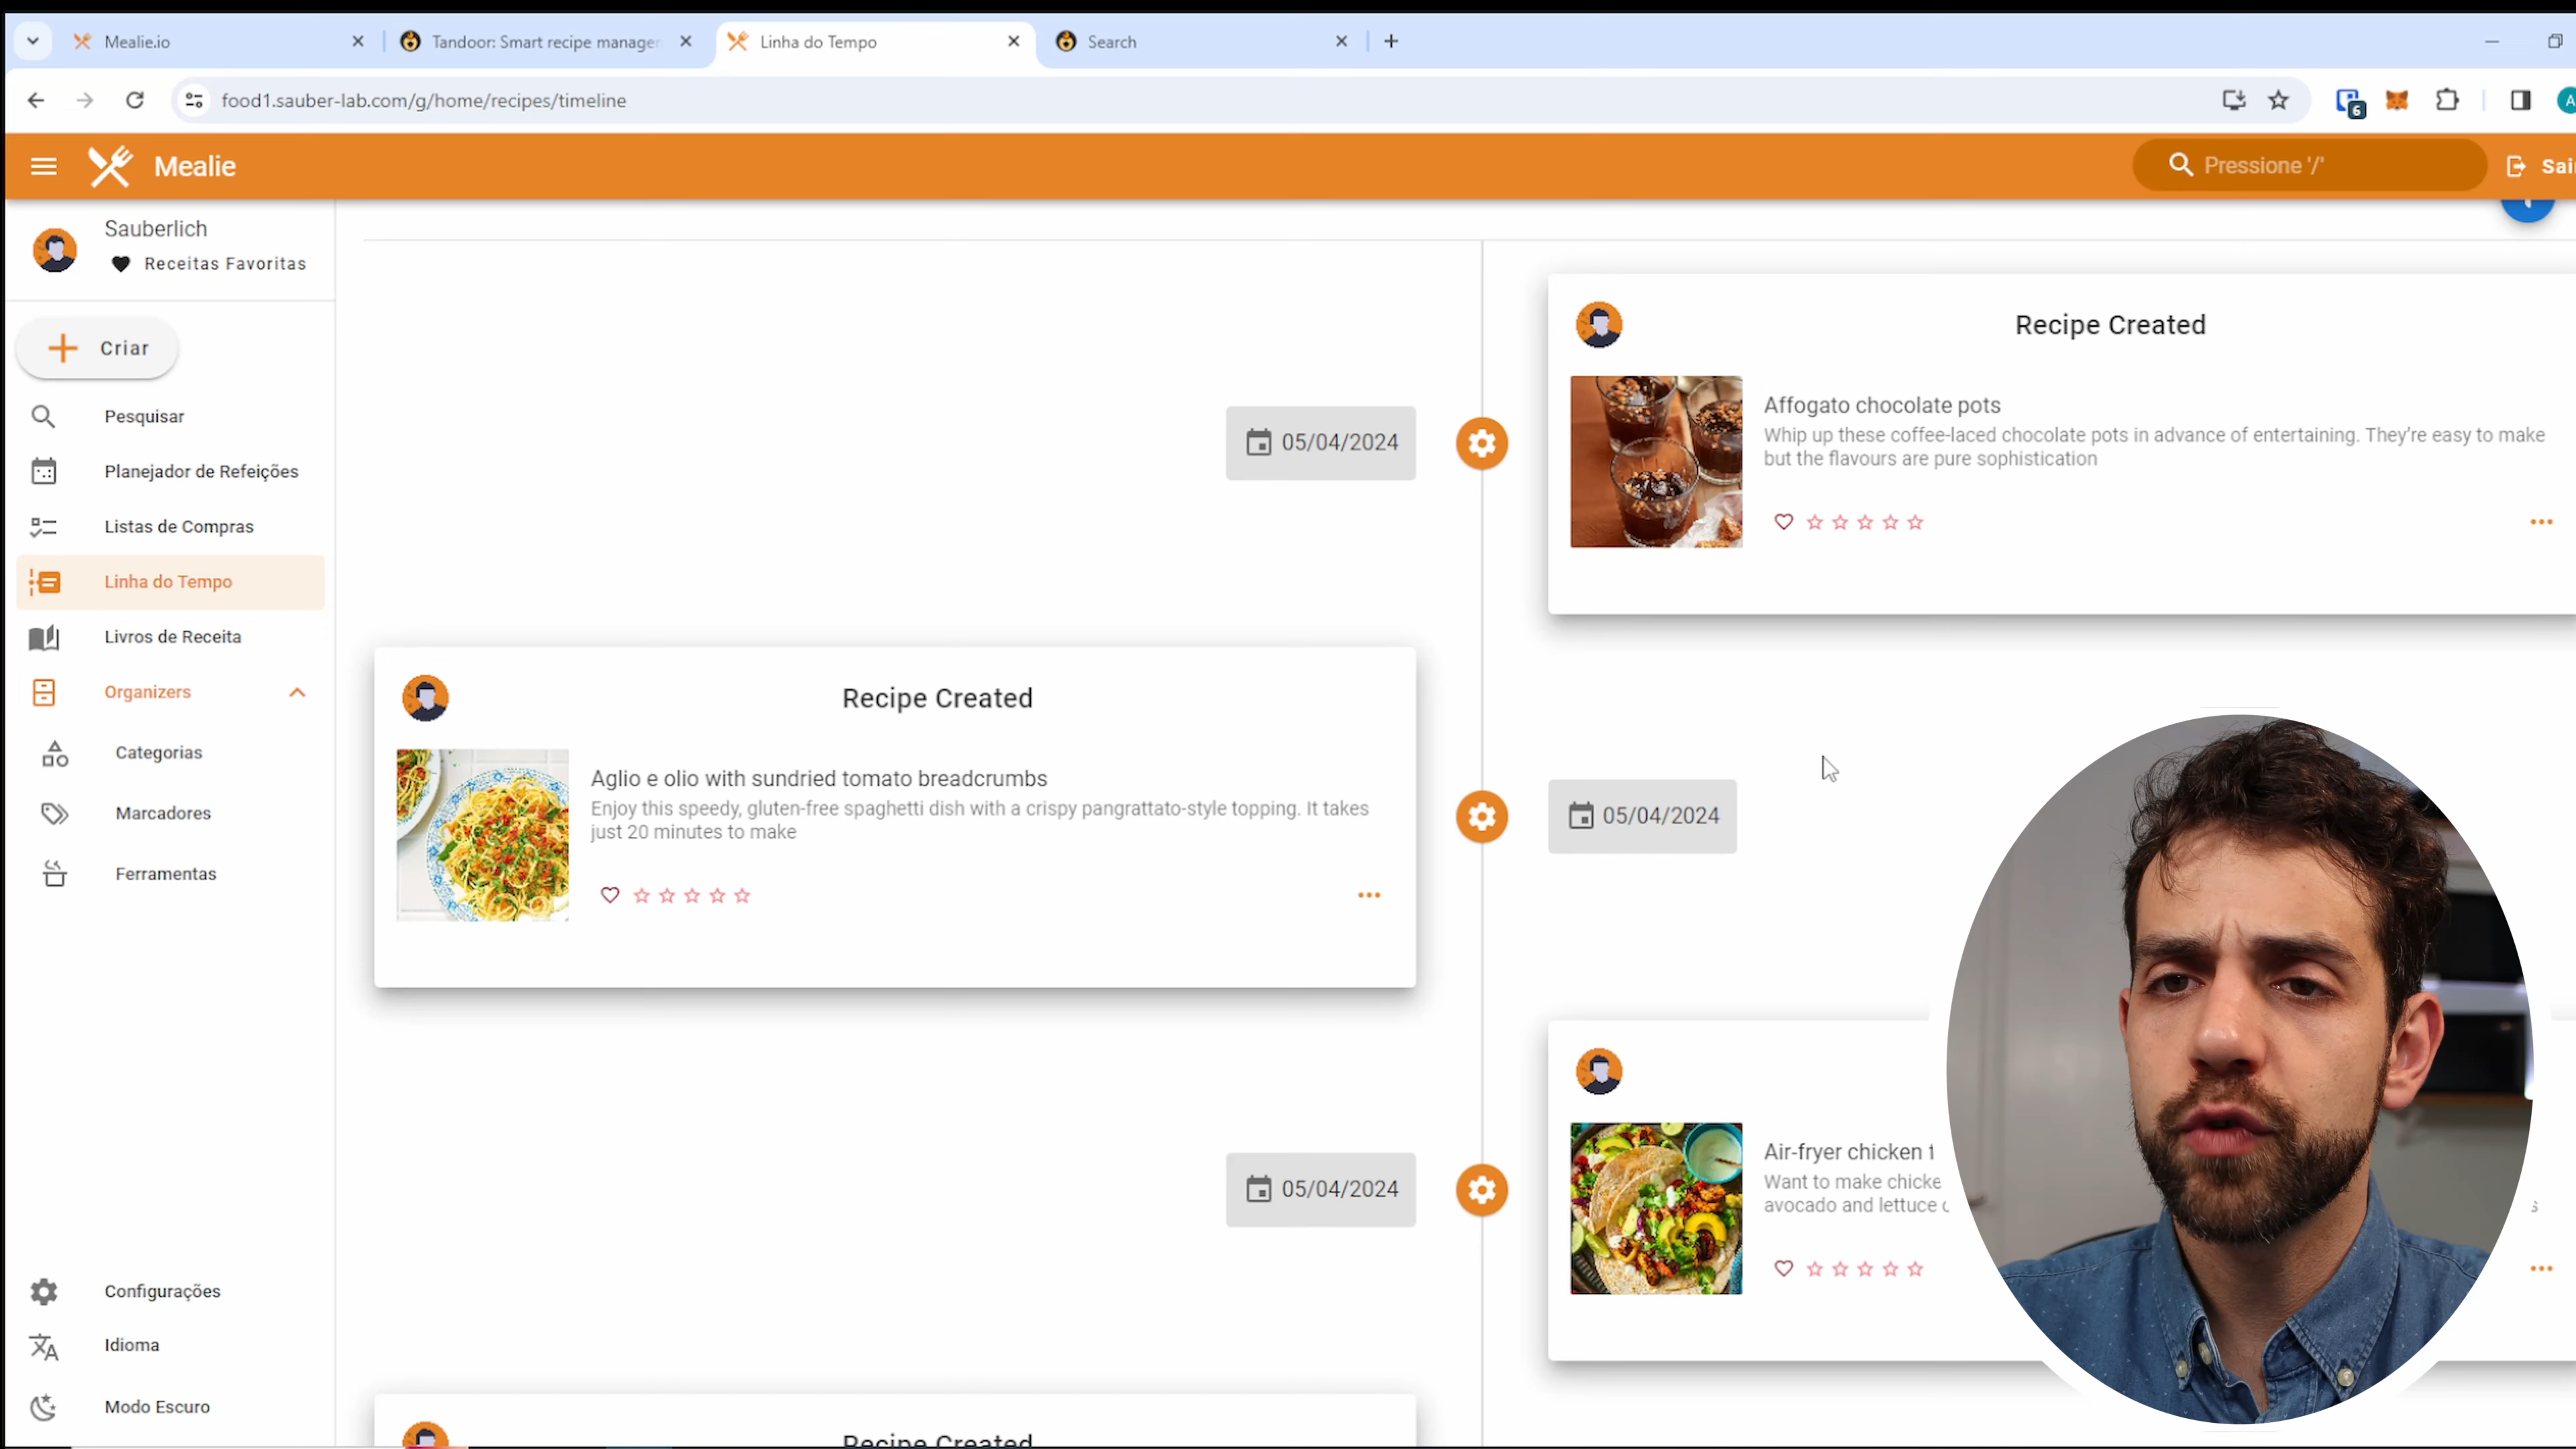 Mealie.io
Tandoor: Smart recipe manager
Linha do Tempo
Search
food1.sauber-lab.com/g/home/recipes/timeline
6
A
Mealie
Pressione '/'
Sauberlich
Receitas Favoritas
Criar
Pesquisar
Planejador de Refeições
Listas de Compras
Linha do Tempo
Livros de Receita
Organizers
Categorias
Marcadores
Ferramentas
Configurações
Idioma
Modo Escuro
05/04/2024
Recipe Created
Affogato chocolate pots
Whip up these coffee-laced chocolate pots in advance of entertaining. They're easy to make
but the flavours are pure sophistication
Recipe Created
Aglio e olio with sundried tomato breadcrumbs
Enjoy this speedy, gluten-free spaghetti dish with a crispy pangrattato-style topping. It takes
just 20 minutes to make
05/04/2024
05/04/2024
Air-fryer chicken
Want to make
avocado and lettuce
Recipe Created